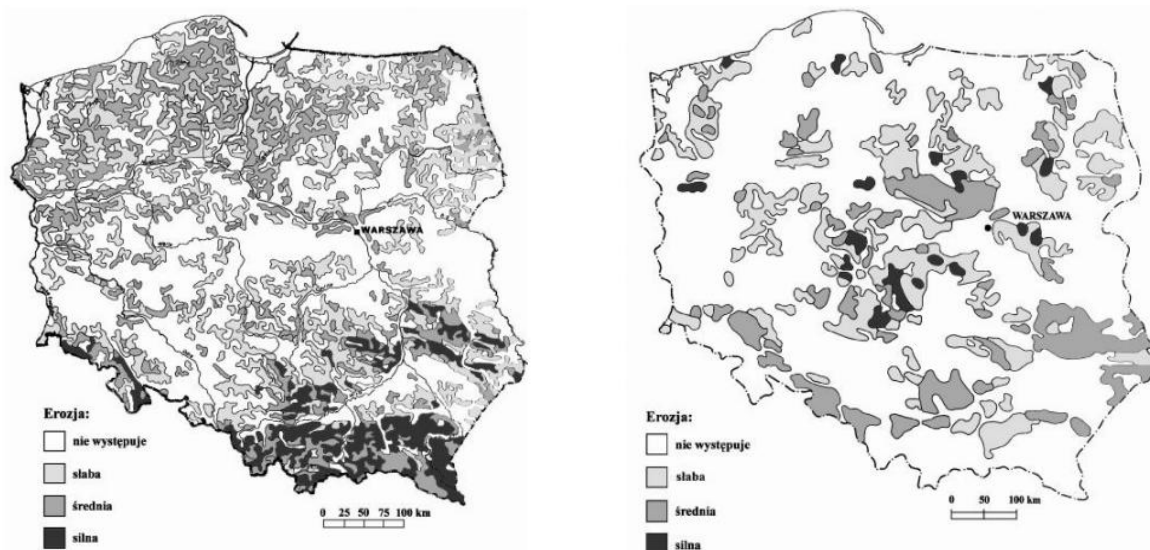 WARSZAWA
Erozja:
nie występuje
słaba
średnia
silna
0 25 50 75 100 km
WARSZAWA
Erozja:
nie występuje
słaba
średnia
silna
0 50 100 km